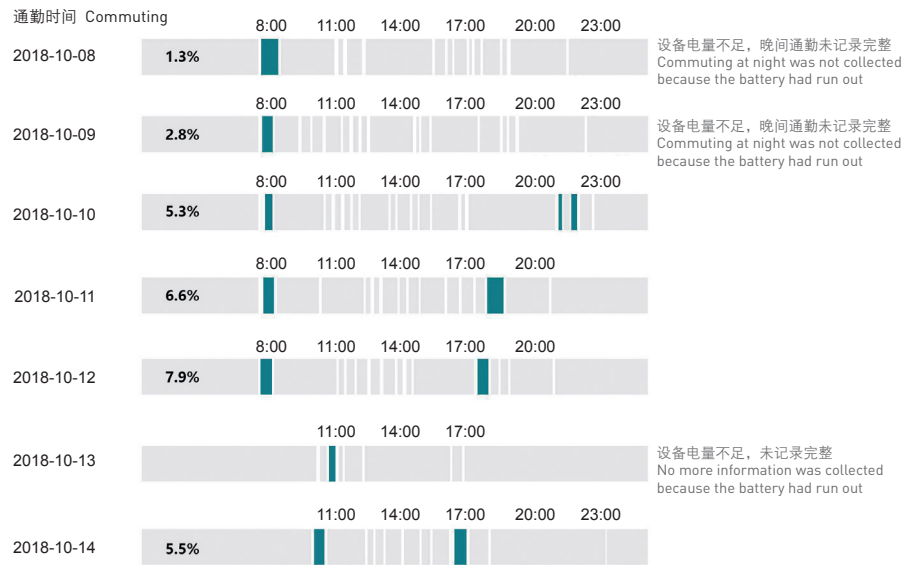 通勤时间 Commuting
8:00 11:00 14:00 17:00 20:00 23:00
2018-10-08 1.3%
设备电量不足，晚间通勤未记录完整
Commuting at night was not collected
because the battery had run out
8:00 11:00 14:00 17:00 20:00 23:00
2018-10-09 2.8%
设备电量不足，晚间通勤未记录完整
Commuting at night was not collected
because the battery had run out
8:00 11:00 14:00 17:00 20:00 23:00
2018-10-10 5.3%
8:00 11:00 14:00 17:00 20:00
2018-10-11 6.6%
8:00 11:00 14:00 17:00 20:00
2018-10-12 7.9%
11:00 14:00 17:00
2018-10-13
设备电量不足，未记录完整
No more information was collected
because the battery had run out
11:00 14:00 17:00 20:00 23:00
2018-10-14 5.5%